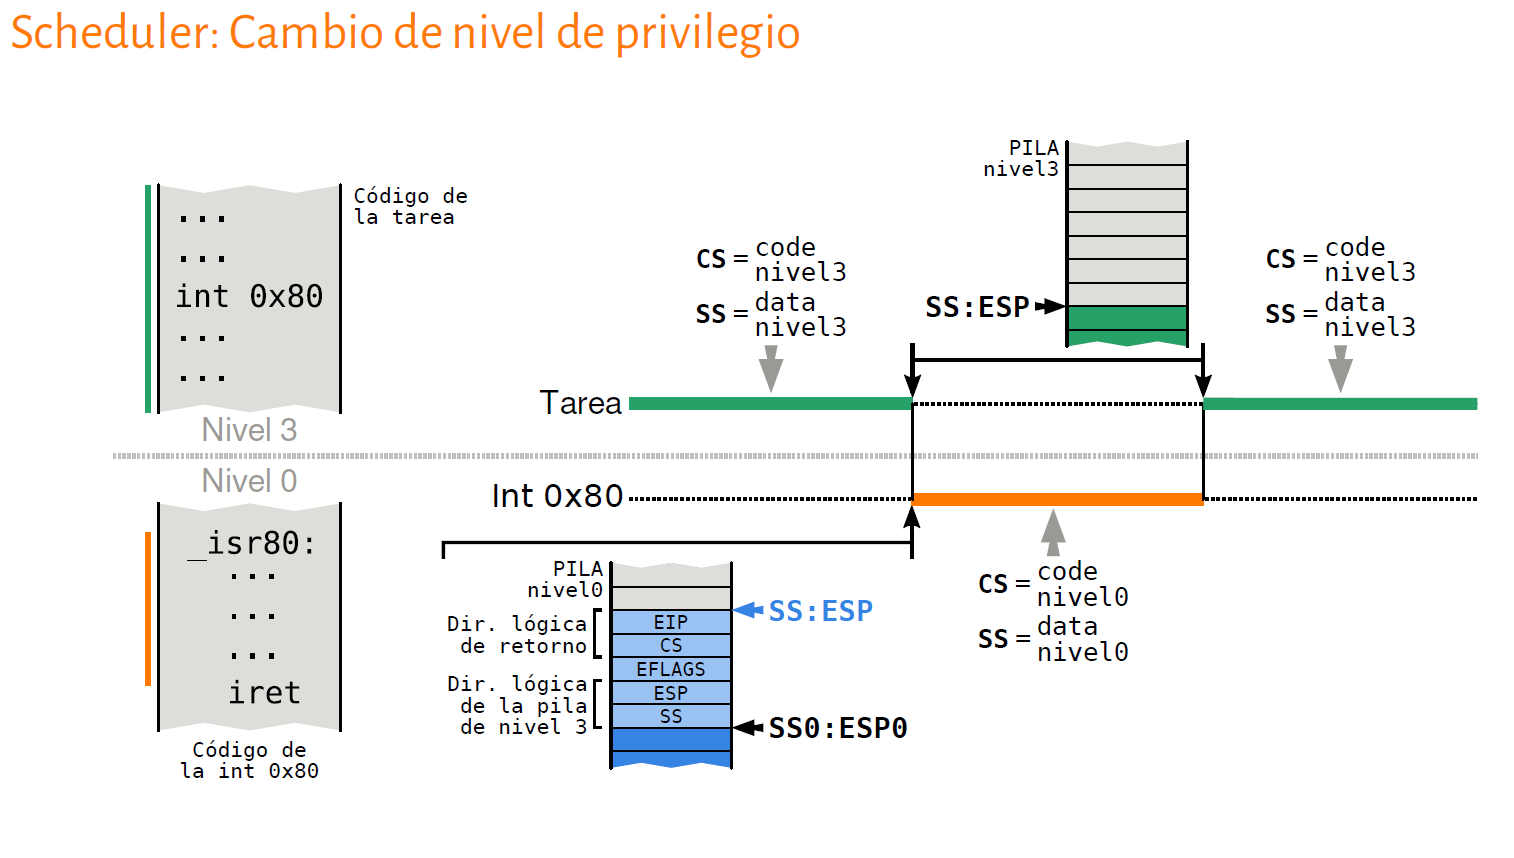 Scheduler: Cambio de nivel de privilegio
...
...
int 0x80
...
...
Código de
la tarea
Nivel 3
Nivel 0
_isr80:
...
...
...
iret
Código de
la int 0x80
CS = code
nivel3
SS = data
nivel3
PILA
nivel3
SS:ESP
CS = code
nivel3
SS = data
nivel3
Tarea
Int 0x80
PILA
nivel0
Dir. lógica
de retorno
EIP
CS
EFLAGS
Dir. lógica
de la pila
de nivel 3
ESP
SS
SS:ESP
SS0:ESP0
CS = code
nivel0
SS = data
nivel0